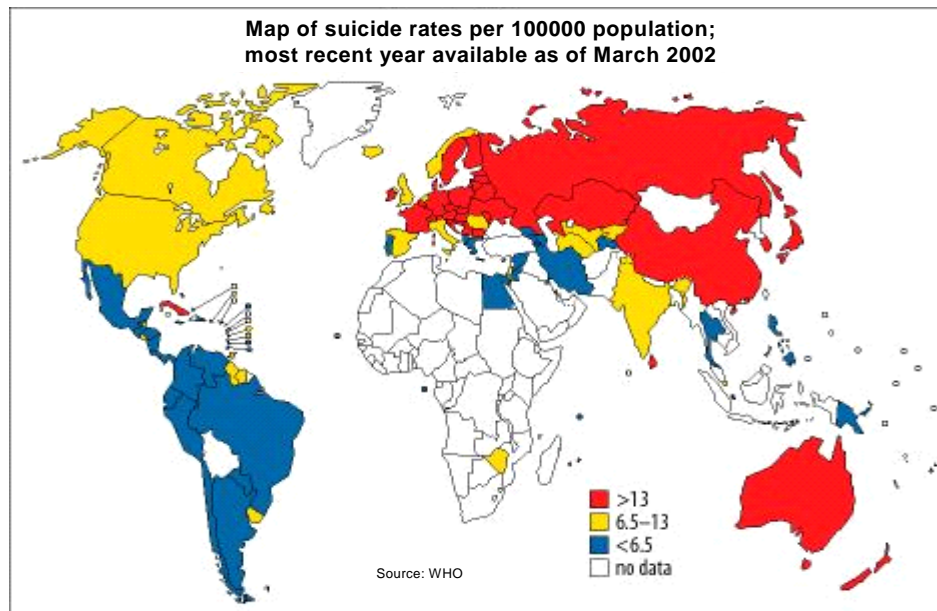 Map of suicide rates per 100000 population;
most recent year available as of March 2002
>13
6.5–13
<6.5
no data
Source: WHO